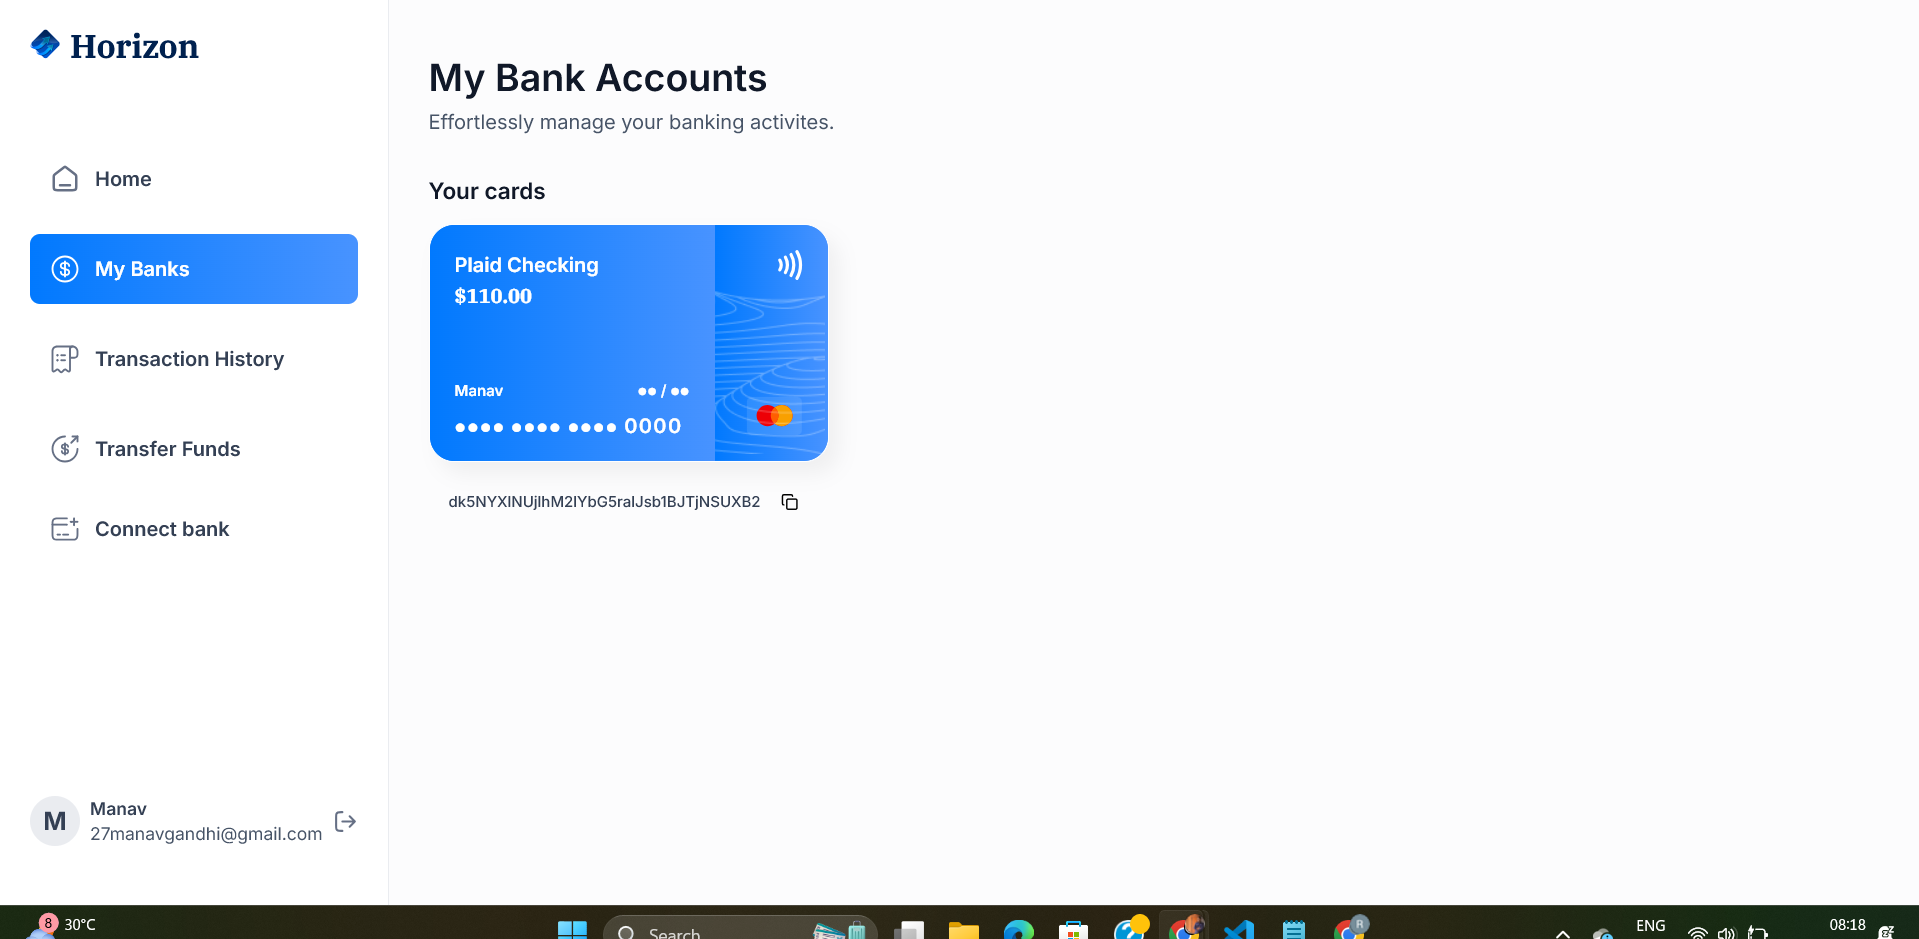 Horizon
Home
My Banks
Transaction History
Transfer Funds
Connect bank
Manav
27manavgandhi@gmail.com
My Bank Accounts
Effortlessly manage your banking activites.
Your cards
Plaid Checking
$110.00
Manav
●● / ●●
●●●● ●●●● ●●●● 0000
dk5NYXlNUjlhM2lYbG5ralJsb1BJTjNSUXB2
8
30°C
Search
R
ENG
08:18